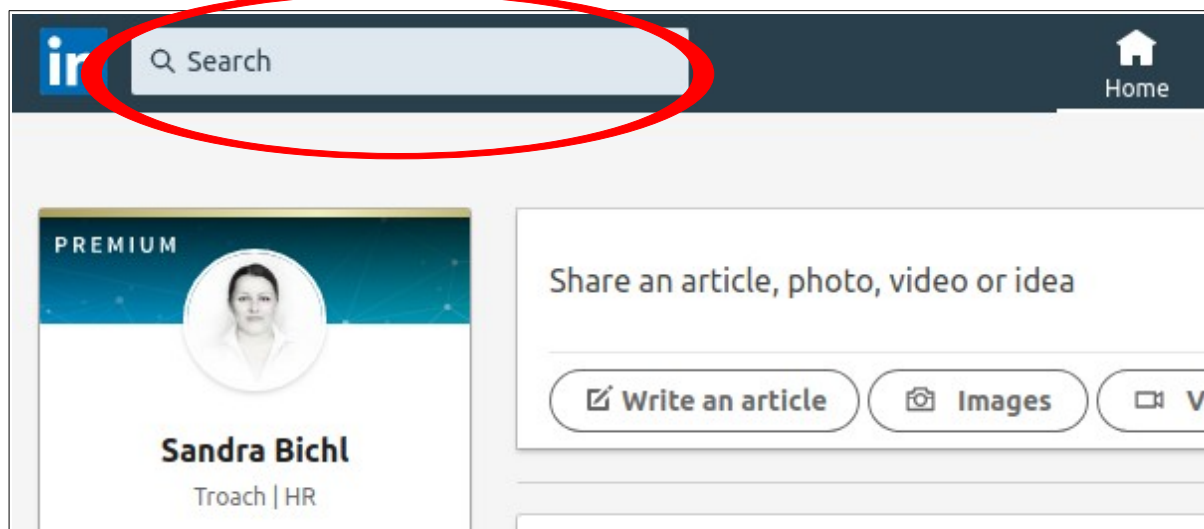 in
Search
Home
PREMIUM
Share an article, photo, video or idea
Write an article
Images
V
Sandra Bichl
Troach | HR